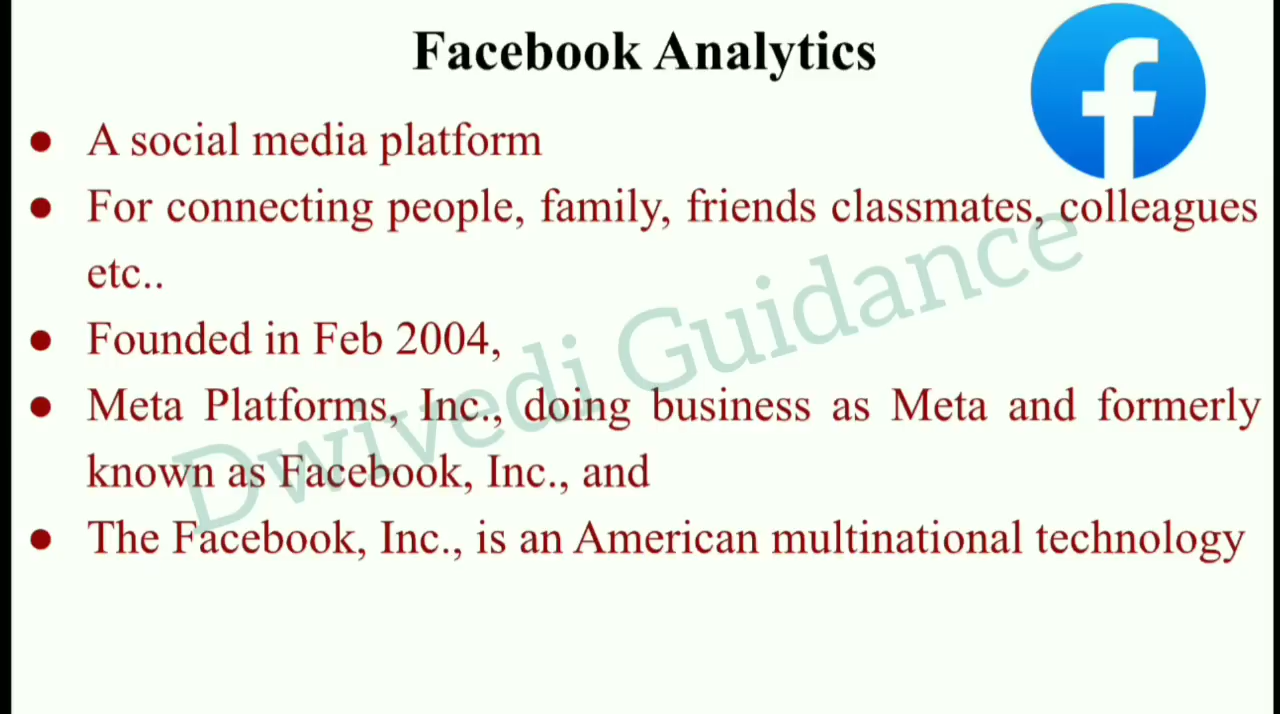 Facebook Analytics
● A social media platform
● For connecting people, family, friends classmates, colleagues
etc..
● Founded in Feb 2004,
● Meta Platforms, Inc., doing business as Meta and formerly
known as Facebook, Inc., and
● The Facebook, Inc., is an American multinational technology
Dwivedi Guidance